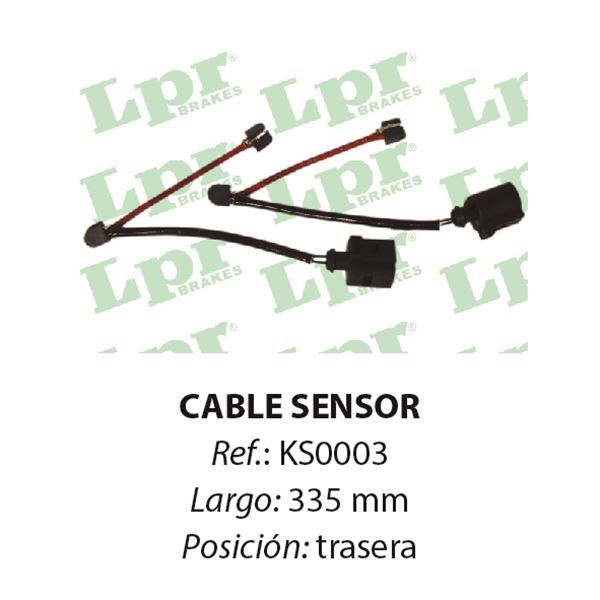 Lpr® Lpr® Lpr®
BRAKES BRAKES BRAKES
Lpr® Lpr®
BRAKES BRAKES
Lpr® Lpr® Lpr®
BRAKES BRAKES
CABLE SENSOR
Ref.: KS0003
Largo: 335 mm
Posición: trasera